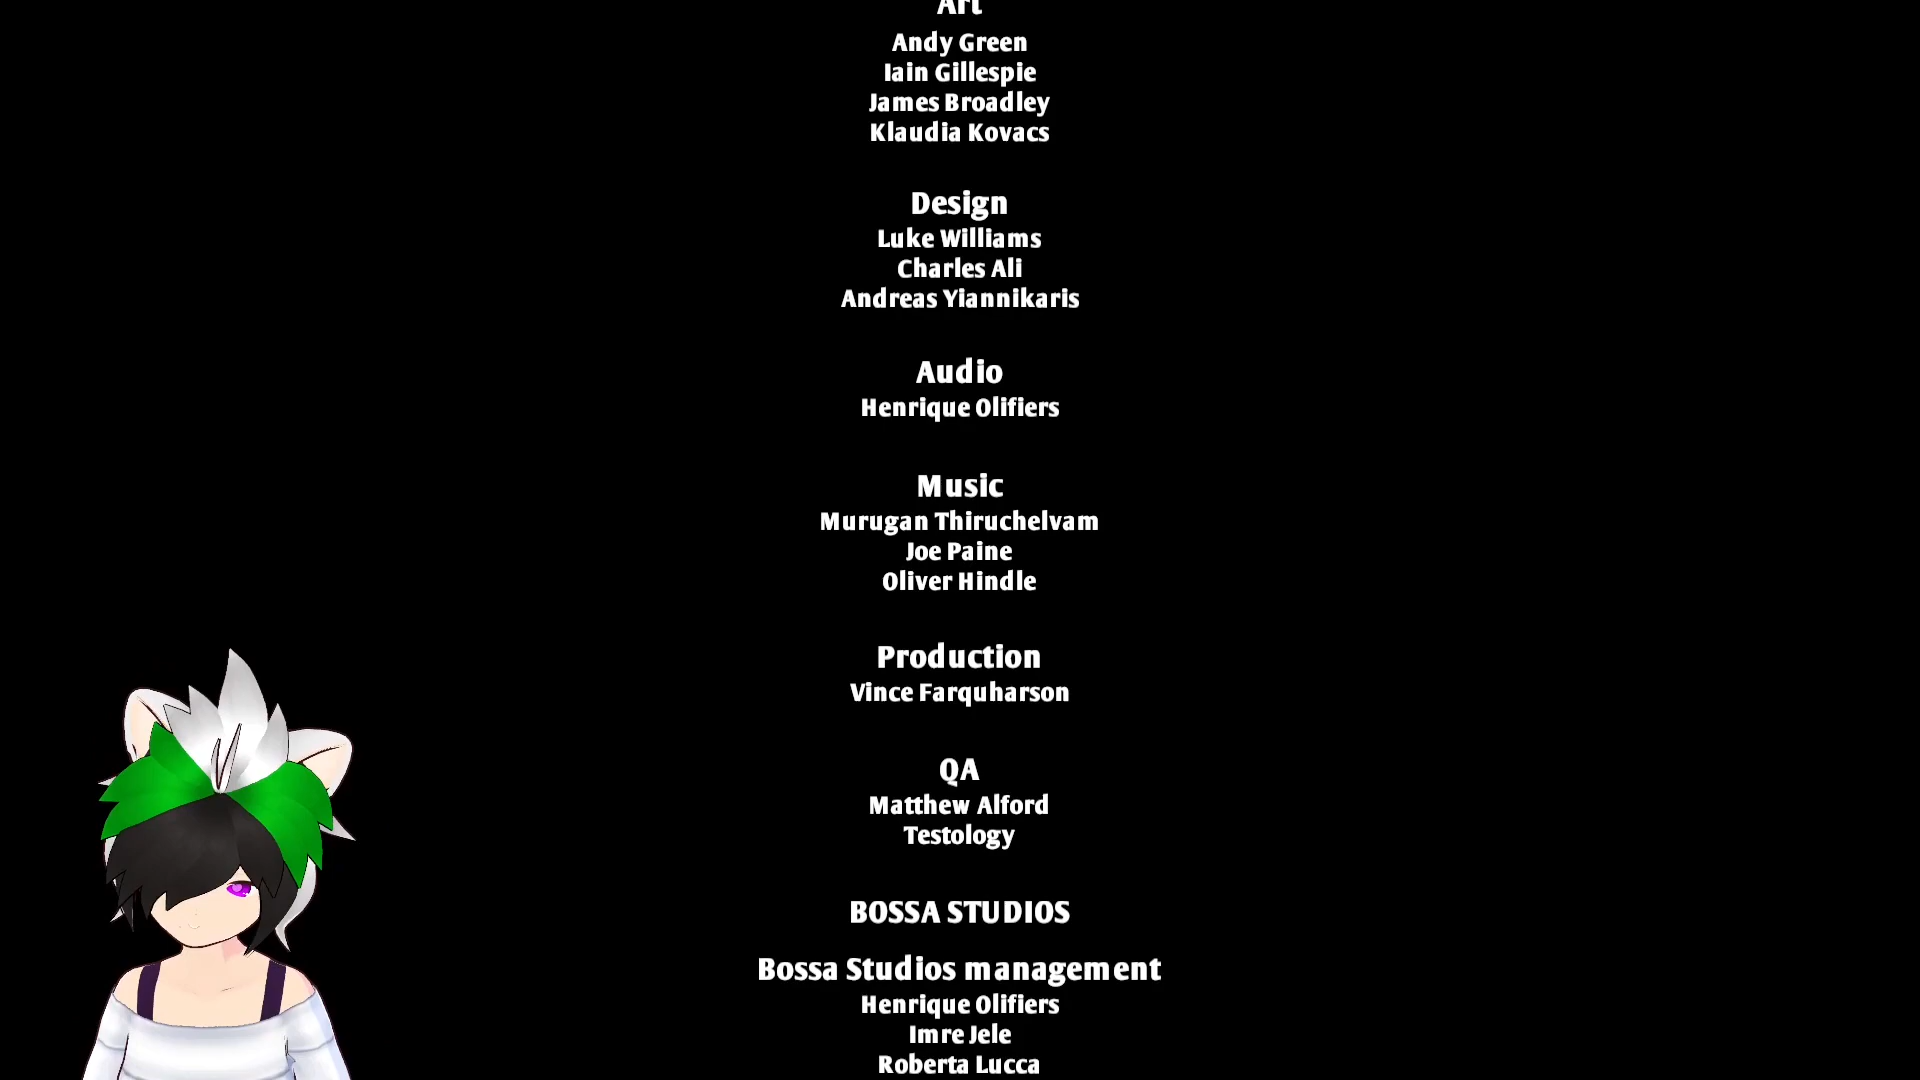 Art
Andy Green
Iain Gillespie
James Broadley
Klaudia Kovacs
Design
Luke Williams
Charles Ali
Andreas Yiannikaris
Audio
Henrique Olifiers
Music
Murugan Thiruchelvam
Joe Paine
Oliver Hindle
Production
Vince Farquharson
QA
Matthew Alford
Testology
BOSSA STUDIOS
Bossa Studios management
Henrique Olifiers
Imre Jele
Roberta Lucca